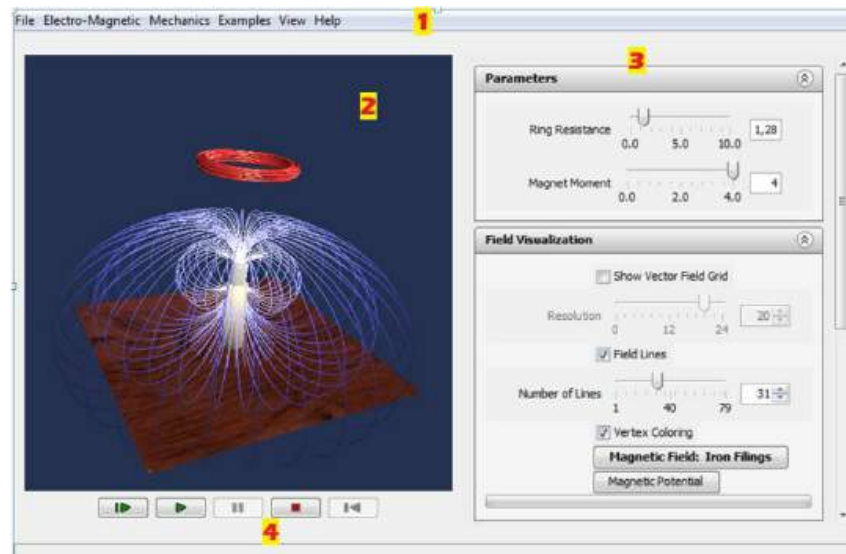 File Electro-Magnetic Mechanics Examples View Help
1
2
3
Parameters
Ring Resistance
1,28
0.0 5.0 10.0
Magnet Moment
4
0.0 2.0 4.0
Field Visualization
Show Vector Field Grid
Resolution
20
0 12 24
Field Lines
Number of Lines
31
1 40 79
Vertex Coloring
Magnetic Field: Iron Filings
Magnetic Potential
4